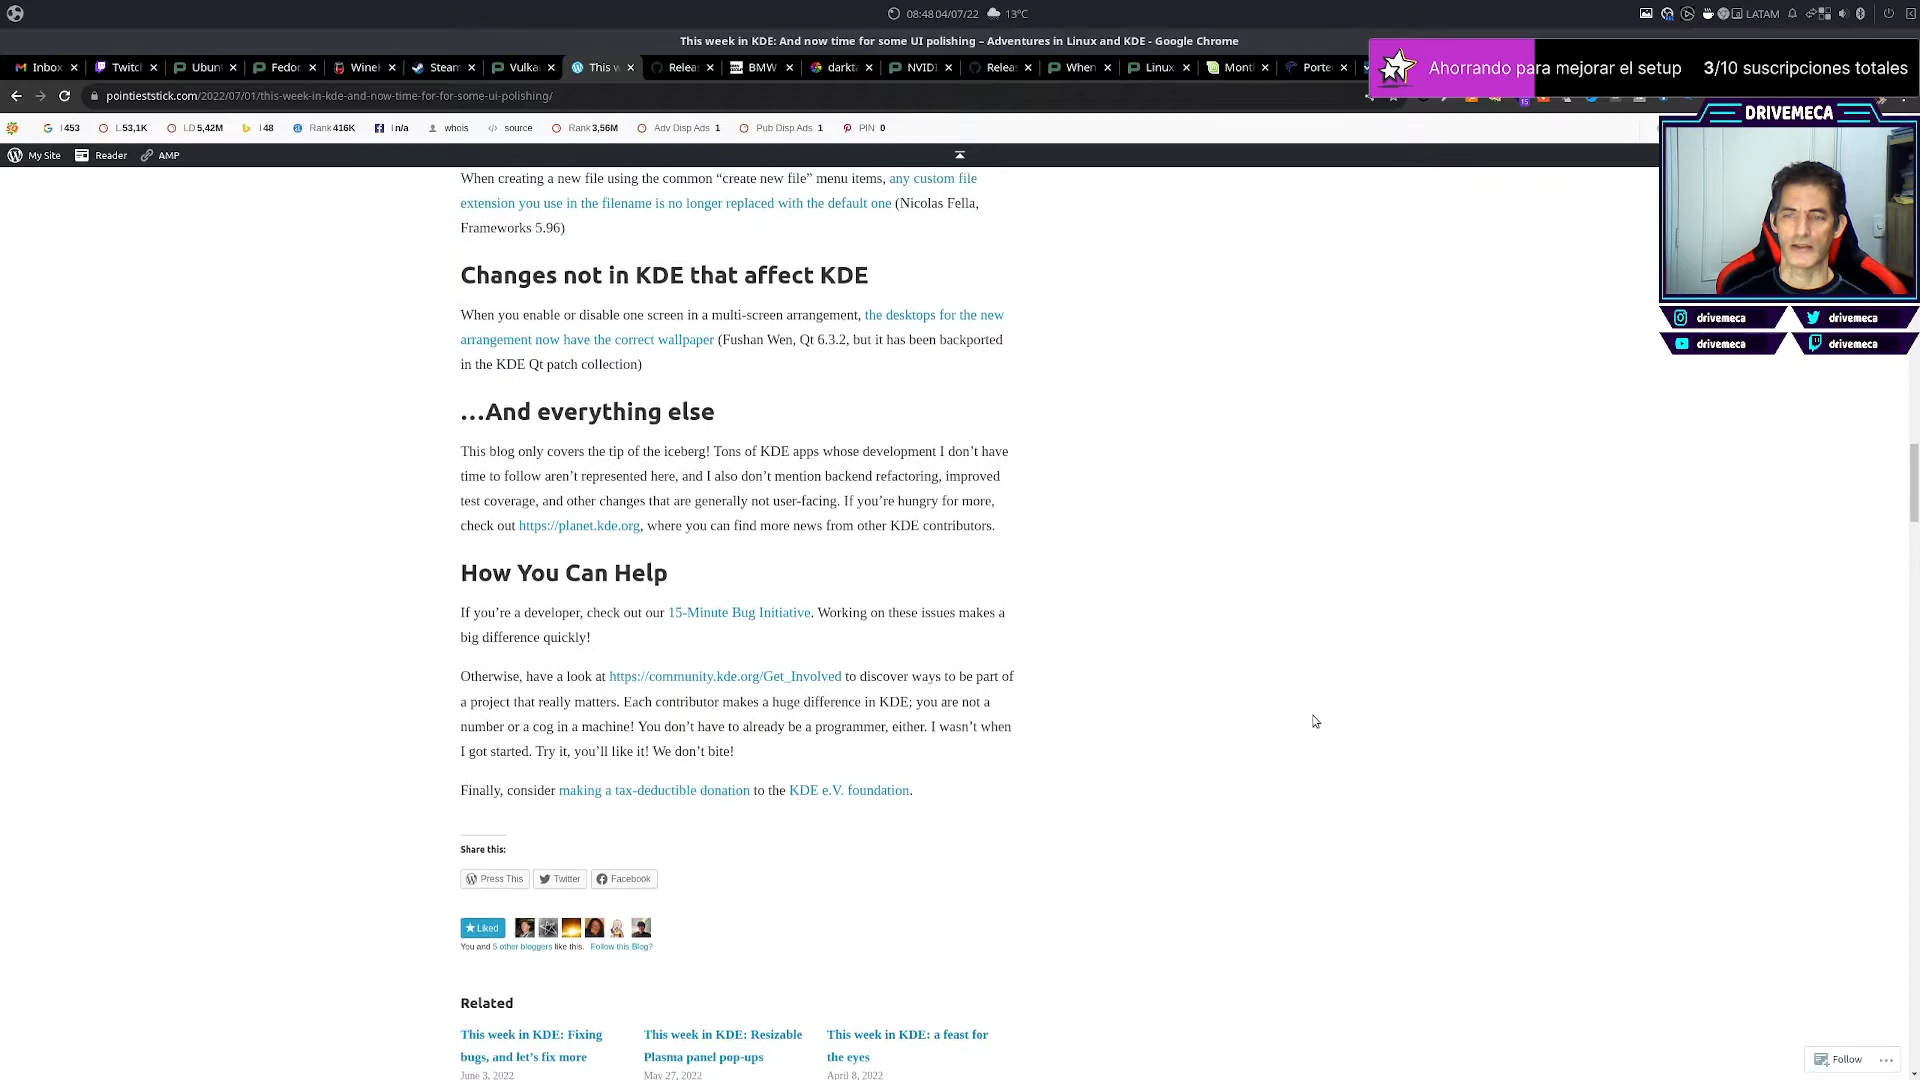 08:48 04/07/22 13°C
LATAM
This week in KDE: And now time for some UI polishing – Adventures in Linux and KDE - Google Chrome
Inbox Twitc Ubun Fedor Wine Steam Vulka This w Relea BMW darkt NVIDI Relea When Linux Monti Porte
Ahorrando para mejorar el setup 3/10 suscripciones totales
pointieststick.com/2022/07/01/this-week-in-kde-and-now-time-for-for-some-ui-polishing/
15
DRIVEMECA
I 453 L 53,1K LD 5,42M I 48 Rank 416K I n/a whois source Rank 3,56M Adv Disp Ads 1 Pub Disp Ads 1 PIN 0
My Site Reader AMP
When creating a new file using the common “create new file” menu items, any custom file
extension you use in the filename is no longer replaced with the default one (Nicolas Fella,
Frameworks 5.96)
Changes not in KDE that affect KDE
When you enable or disable one screen in a multi-screen arrangement, the desktops for the new
arrangement now have the correct wallpaper (Fushan Wen, Qt 6.3.2, but it has been backported
in the KDE Qt patch collection)
drivemeca drivemeca
drivemeca drivemeca
…And everything else
This blog only covers the tip of the iceberg! Tons of KDE apps whose development I don’t have
time to follow aren’t represented here, and I also don’t mention backend refactoring, improved
test coverage, and other changes that are generally not user-facing. If you’re hungry for more,
check out https://planet.kde.org, where you can find more news from other KDE contributors.
How You Can Help
If you’re a developer, check out our 15-Minute Bug Initiative. Working on these issues makes a
big difference quickly!
Otherwise, have a look at https://community.kde.org/Get_Involved to discover ways to be part of
a project that really matters. Each contributor makes a huge difference in KDE; you are not a
number or a cog in a machine! You don’t have to already be a programmer, either. I wasn’t when
I got started. Try it, you’ll like it! We don’t bite!
Finally, consider making a tax-deductible donation to the KDE e.V. foundation.
Share this:
Press This Twitter Facebook
Liked
You and 5 other bloggers like this. Follow this Blog?
Related
This week in KDE: Fixing
bugs, and let’s fix more
June 3, 2022
This week in KDE: Resizable
Plasma panel pop-ups
May 27, 2022
This week in KDE: a feast for
the eyes
April 8, 2022
Follow